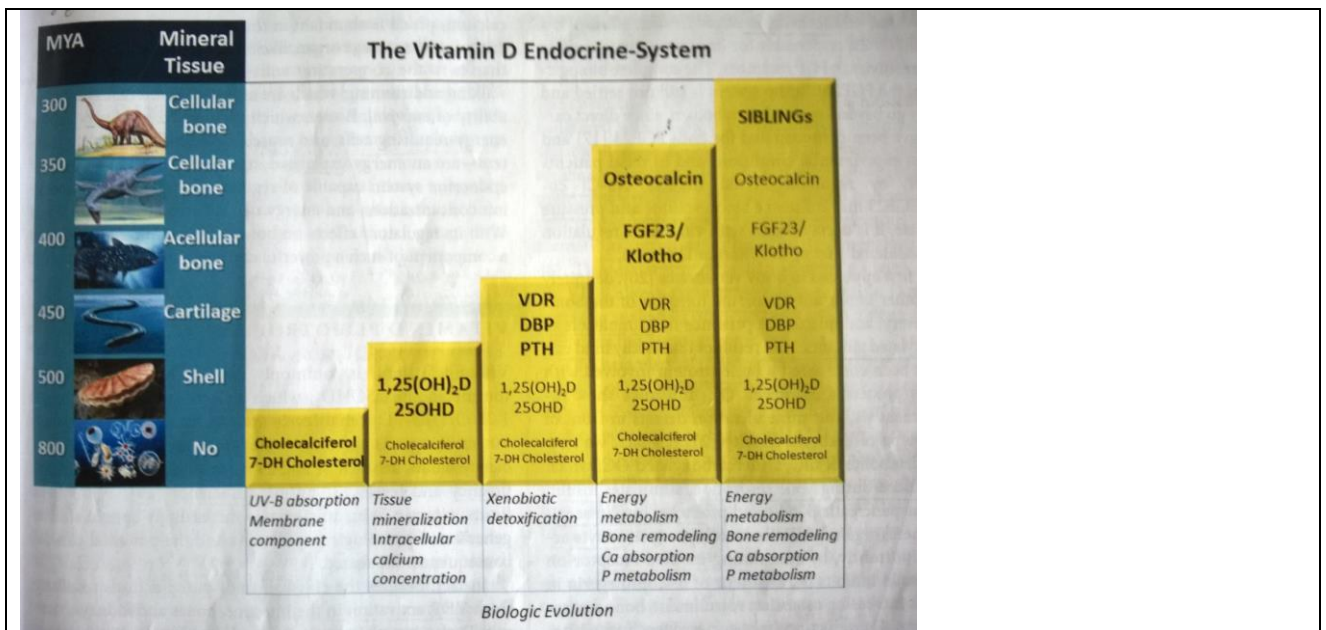 MYA
Mineral
Tissue
The Vitamin D Endocrine-System
300
Cellular
bone
350
Cellular
bone
400
Acellular
bone
450
Cartilage
500
Shell
800
No
Cholecalciferol
7-DH Cholesterol
1,25(OH)₂D
25OHD
Cholecalciferol
7-DH Cholesterol
VDR
DBP
PTH
1,25(OH)₂D
25OHD
Cholecalciferol
7-DH Cholesterol
Osteocalcin
FGF23/
Klotho
VDR
DBP
PTH
1,25(OH)₂D
25OHD
Cholecalciferol
7-DH Cholesterol
SIBLINGs
Osteocalcin
FGF23/
Klotho
VDR
DBP
PTH
1,25(OH)₂D
25OHD
Cholecalciferol
7-DH Cholesterol
UV-B absorption
Membrane
component
Tissue
mineralization
Intracellular
calcium
concentration
Xenobiotic
detoxification
Energy
metabolism
Bone remodeling
Ca absorption
P metabolism
Energy
metabolism
Bone remodeling
Ca absorption
P metabolism
Biologic Evolution